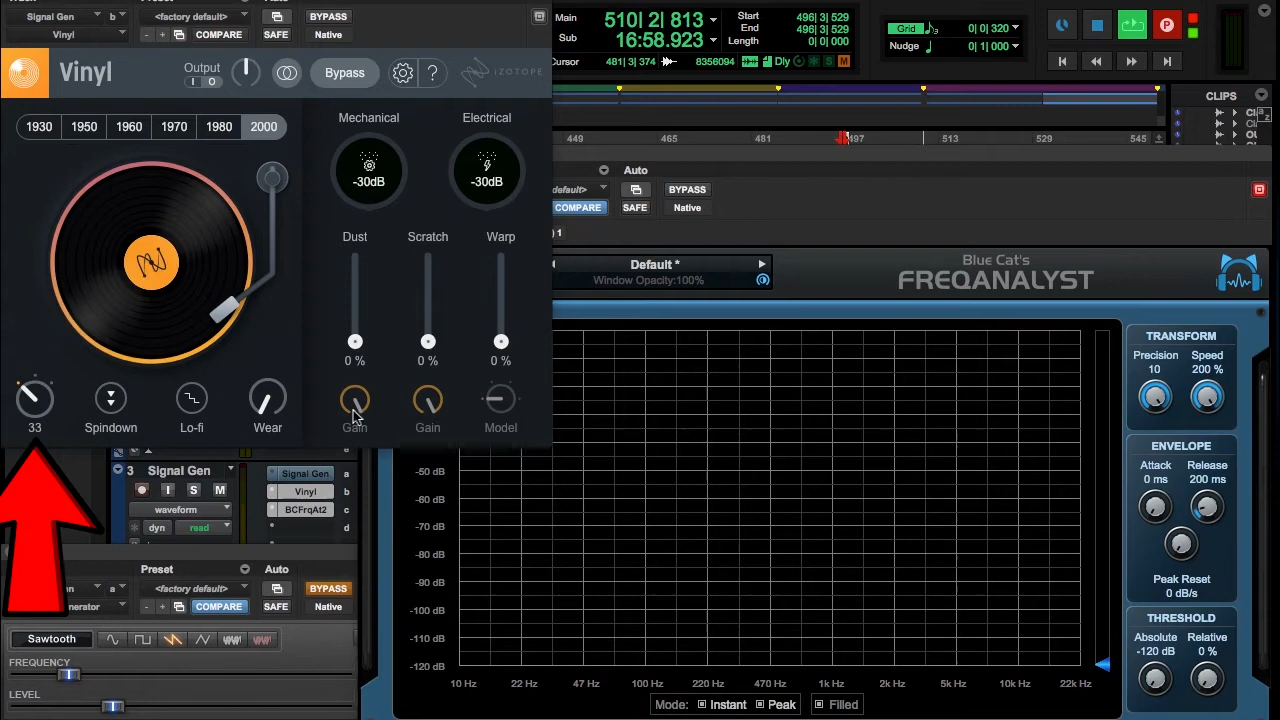 Track Preset Auto
Signal Gen b <factory default> BYPASS
Vinyl - + COMPARE SAFE Native
Main 510| 2| 813 Start 496| 3| 529
End 496| 3| 529
Sub 16:58.923 Length 0| 0| 000
Cursor 481| 3| 374 8356094 Dly S M
Grid 0| 0| 320
Nudge 0| 1| 000
P
Vinyl Output I O Bypass ? iZOTOPE
CLIPS
1930 1950 1960 1970 1980 2000
449 465 481 497 513 529 545
Mechanical Electrical
-30dB -30dB
Dust Scratch Warp
0 % 0 % 0 %
33 Spindown Lo-fi Wear Gain Gain Model
Auto
default> BYPASS
COMPARE SAFE Native
) 1
Default *
Window Opacity:100%
Blue Cat's
FREQANALYST
TRANSFORM
Precision Speed
10 200 %
ENVELOPE
Attack Release
0 ms 200 ms
Peak Reset
0 dB/s
THRESHOLD
Absolute Relative
-120 dB 0 %
-50 dB
-60 dB
-70 dB
-80 dB
-90 dB
-100 dB
-110 dB
-120 dB
10 Hz 22 Hz 47 Hz 100 Hz 220 Hz 470 Hz 1k Hz 2k Hz 5k Hz 10k Hz 22k Hz
Mode: Instant Peak Filled
3 Signal Gen Signal Gen a
I S M Vinyl b
waveform BCFrqAt2 c
dyn read d
Preset Auto
a <factory default> BYPASS
nerator - + COMPARE SAFE Native
Sawtooth
FREQUENCY
LEVEL